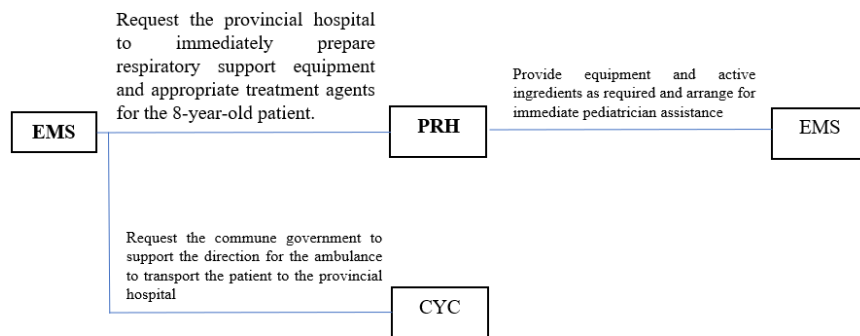 Request the provincial hospital
to immediately prepare
respiratory support equipment
and appropriate treatment agents
for the 8-year-old patient.
Provide equipment and active
ingredients as required and arrange for
immediate pediatrician assistance
EMS
PRH
EMS
Request the commune government to
support the direction for the ambulance
to transport the patient to the provincial
hospital
CYC